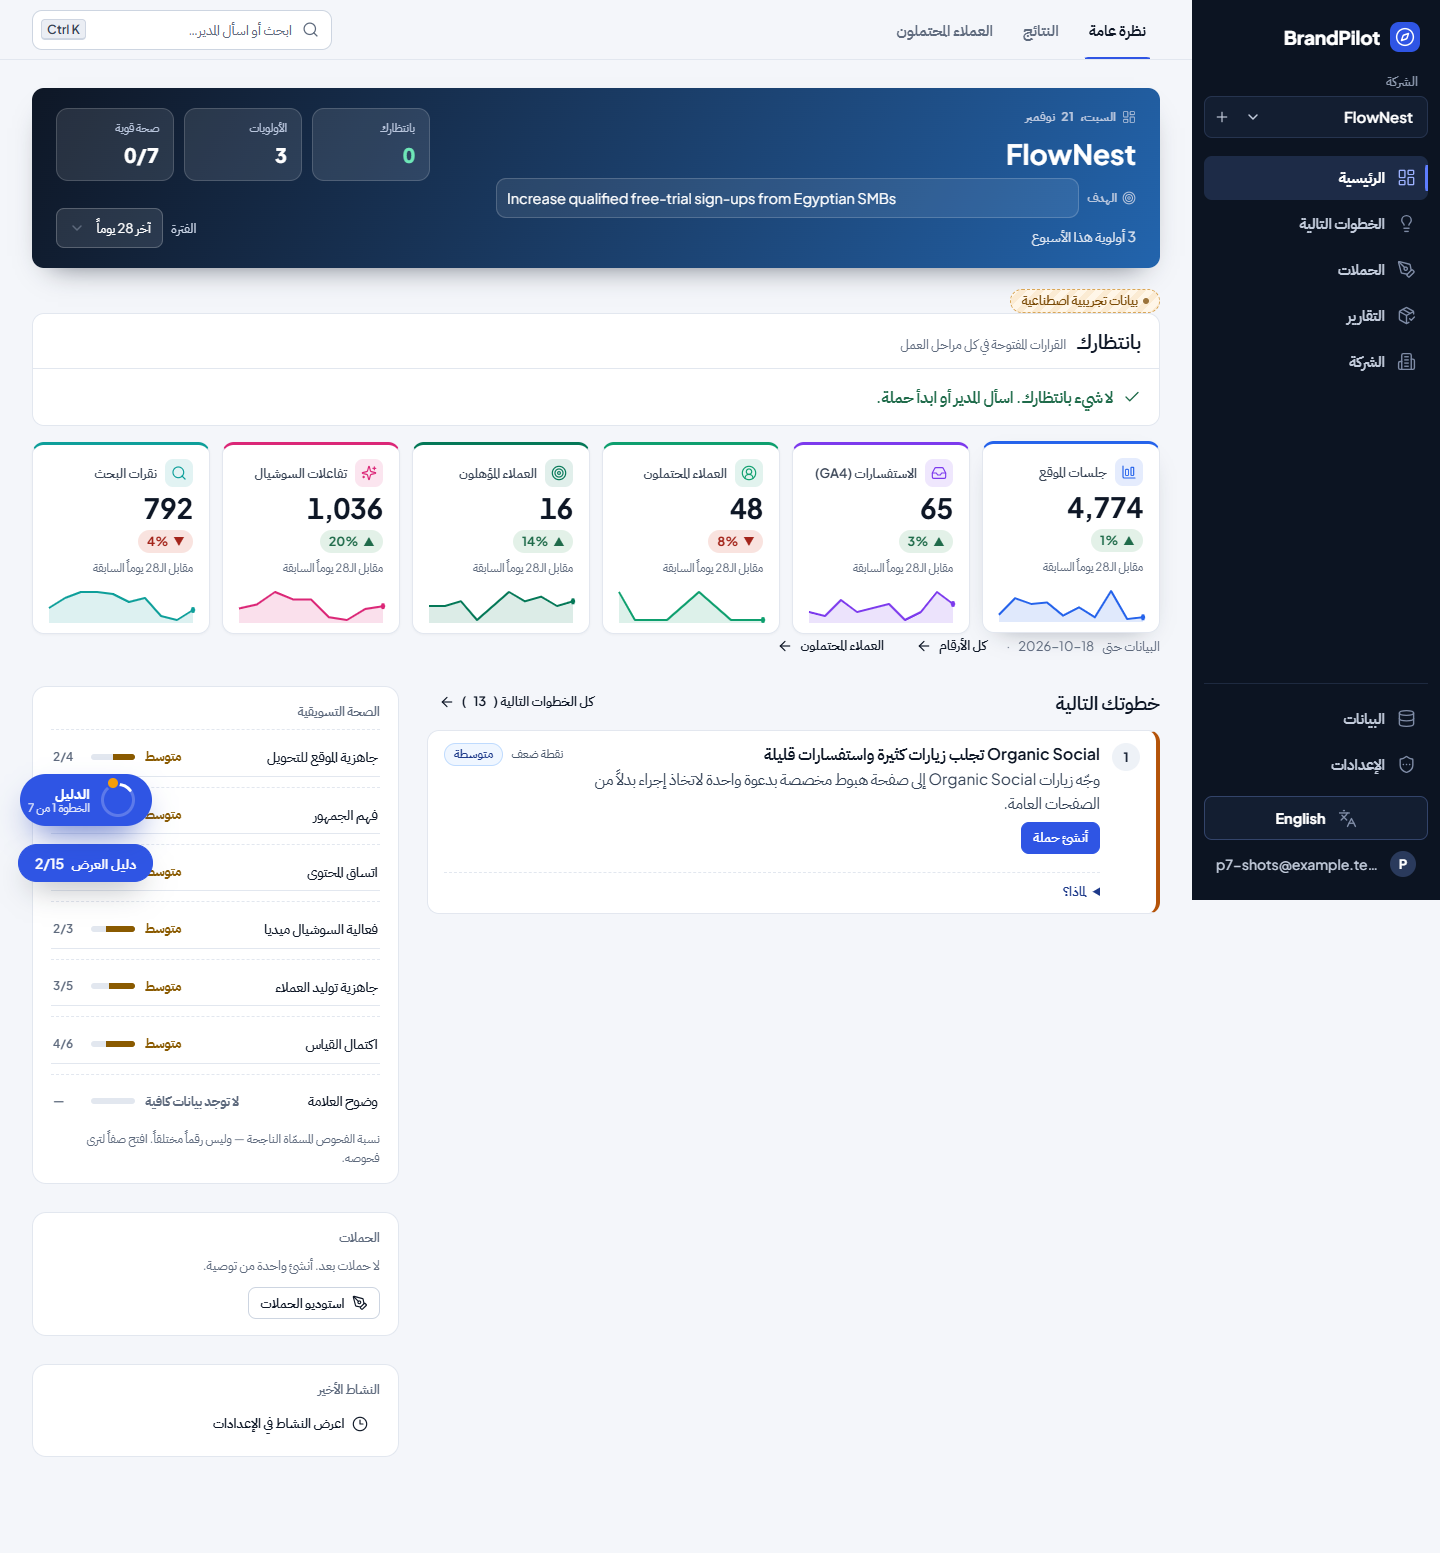 BrandPilot
الشركة
FlowNest
الرئيسية
الخطوات التالية
الحملات
التقارير
الشركة
البيانات
الإعدادات
English
P p7-shots@example.te...
نظرة عامة
النتائج
العملاء المحتملون
ابحث أو اسأل المدير...
Ctrl K
السبت، 21 نوفمبر
FlowNest
الهدف
Increase qualified free-trial sign-ups from Egyptian SMBs
3 أولوية هذا الأسبوع
بانتظارك
0
الأولويات
3
صحة قوية
0/7
الفترة
آخر 28 يوماً
بيانات تجريبية اصطناعية
بانتظارك القرارات المفتوحة في كل مراحل العمل
لا شيء بانتظارك. اسأل المدير أو ابدأ حملة.
جلسات الموقع
4,774
▲ 1%
مقابل الـ28 يوماً السابقة
الاستفسارات (GA4)
65
▲ 3%
مقابل الـ28 يوماً السابقة
العملاء المحتملون
48
▼ 8%
مقابل الـ28 يوماً السابقة
العملاء المؤهلون
16
▲ 14%
مقابل الـ28 يوماً السابقة
تفاعلات السوشيال
1,036
▲ 20%
مقابل الـ28 يوماً السابقة
نقرات البحث
792
▼ 4%
مقابل الـ28 يوماً السابقة
البيانات حتى 2026-10-18 · كل الأرقام ← العملاء المحتملون ←
خطوتك التالية
كل الخطوات التالية ( 13 ) ←
1
Organic Social تجلب زيارات كثيرة واستفسارات قليلة
نقطة ضعف
متوسطة
وجّه زيارات Organic Social إلى صفحة هبوط مخصصة بدعوة واحدة لاتخاذ إجراء بدلاً من
الصفحات العامة.
أنشئ حملة
لماذا؟
الصحة التسويقية
جاهزية الموقع للتحويل متوسط 2/4
فهم الجمهور متوسط
اتساق المحتوى متوسط
فعالية السوشيال ميديا متوسط 2/3
جاهزية توليد العملاء متوسط 3/5
اكتمال القياس متوسط 4/6
وضوح العلامة لا توجد بيانات كافية —
نسبة الفحوص المسمّاة الناجحة — وليس رقماً مختلقاً. افتح صفاً لترى
فحوصه.
الدليل
الخطوة 1 من 7
دليل العرض 2/15
الحملات
لا حملات بعد. أنشئ واحدة من توصية.
استوديو الحملات
النشاط الأخير
اعرض النشاط في الإعدادات